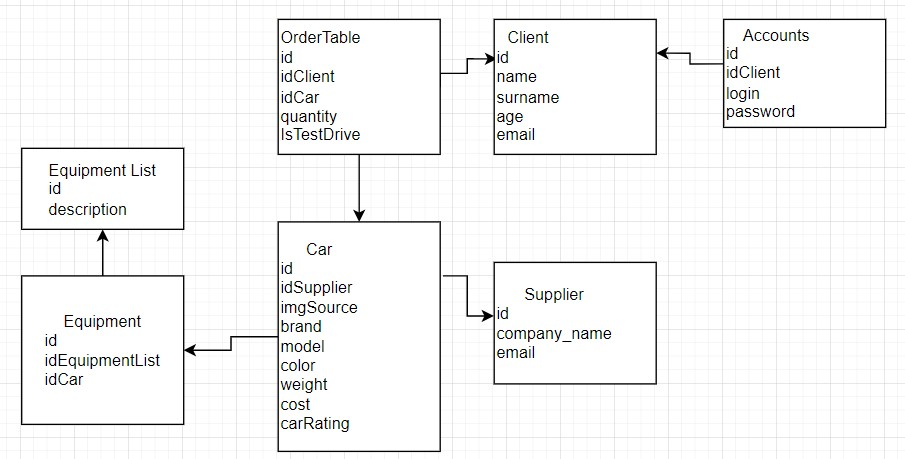 OrderTable
id
idClient
idCar
quantity
IsTestDrive
Client
id
name
surname
age
email
Accounts
id
idClient
login
password
Equipment List
id
description
Equipment
id
idEquipmentList
idCar
Car
id
idSupplier
imgSource
brand
model
color
weight
cost
carRating
Supplier
id
company_name
email